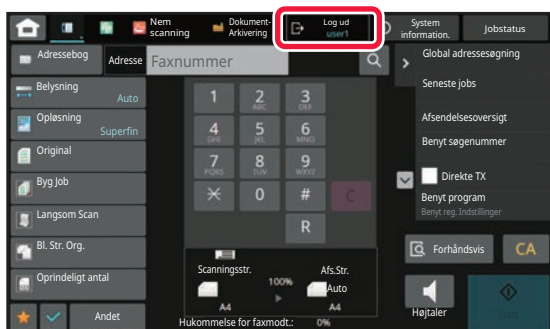 Nem
scanning
Dokument-
Arkivering
Log ud
user1
System
information.
Jobstatus
Adressebog
Adresse
Faxnummer
Global adressesøgning
Belysning
Auto
Seneste jobs
Opløsning
Superfin
Afsendelsesoversigt
Original
Benyt søgenummer
Byg Job
Direkte TX
Langsom Scan
Benyt program
Benyt reg. Indstillinger
Bl. Str. Org.
Oprindeligt antal
Andet
1
2 ABC
3 DEF
4 GHI
5 JKL
6 MNO
7 PQRS
8 TUV
9 WXYZ
0
#
C
R
Scanningsstr.
100%
Afs.Str.
Auto
A4
A4
Hukommelse for faxmodt.: 0%
Forhåndsvis
CA
Højtaler
Start